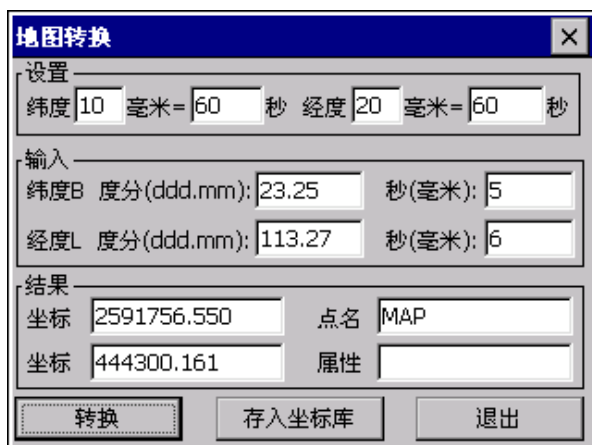 地图转换
设置
纬度 10 毫米= 60 秒 经度 20 毫米= 60 秒
输入
纬度B 度分(ddd.mm): 23.25 秒(毫米): 5
经度L 度分(ddd.mm): 113.27 秒(毫米): 6
结果
坐标 2591756.550 点名 MAP
坐标 444300.161 属性
转换 存入坐标库 退出